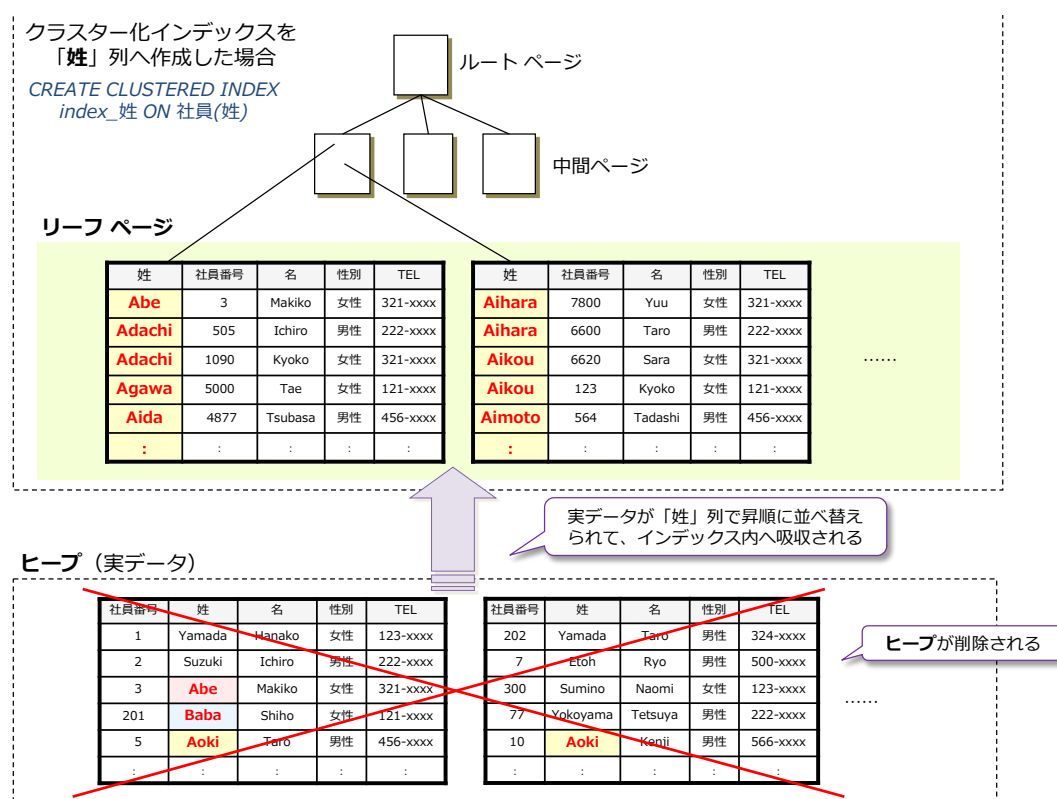 クラスター化インデックスを
「姓」列へ作成した場合
CREATE CLUSTERED INDEX
index_姓 ON 社員(姓)
ルート ページ
中間ページ
リーフ ページ
姓 社員番号 名 性別 TEL
Abe 3 Makiko 女性 321-xxxx
Adachi 505 Ichiro 男性 222-xxxx
Adachi 1090 Kyoko 女性 321-xxxx
Agawa 5000 Tae 女性 121-xxxx
Aida 4877 Tsubasa 男性 456-xxxx
: : : : :
姓 社員番号 名 性別 TEL
Aihara 7800 Yuu 女性 321-xxxx
Aihara 6600 Taro 男性 222-xxxx
Aikou 6620 Sara 女性 321-xxxx
Aikou 123 Kyoko 女性 121-xxxx
Aimoto 564 Tadashi 男性 456-xxxx
: : : : :
……
実データが「姓」列で昇順に並べ替え
られて、インデックス内へ吸収される
ヒープ（実データ）
社員番号 姓 名 性別 TEL
1 Yamada Hanako 女性 123-xxxx
2 Suzuki Ichiro 男性 222-xxxx
3 Abe Makiko 女性 321-xxxx
201 Baba Shiho 女性 121-xxxx
5 Aoki Taro 男性 456-xxxx
: : : : :
社員番号 姓 名 性別 TEL
202 Yamada Taro 男性 324-xxxx
7 Etoh Ryo 男性 500-xxxx
300 Sumino Naomi 女性 123-xxxx
77 Yokoyama Tetsuya 男性 222-xxxx
10 Aoki Kenji 男性 566-xxxx
: : : : :
ヒープが削除される
……